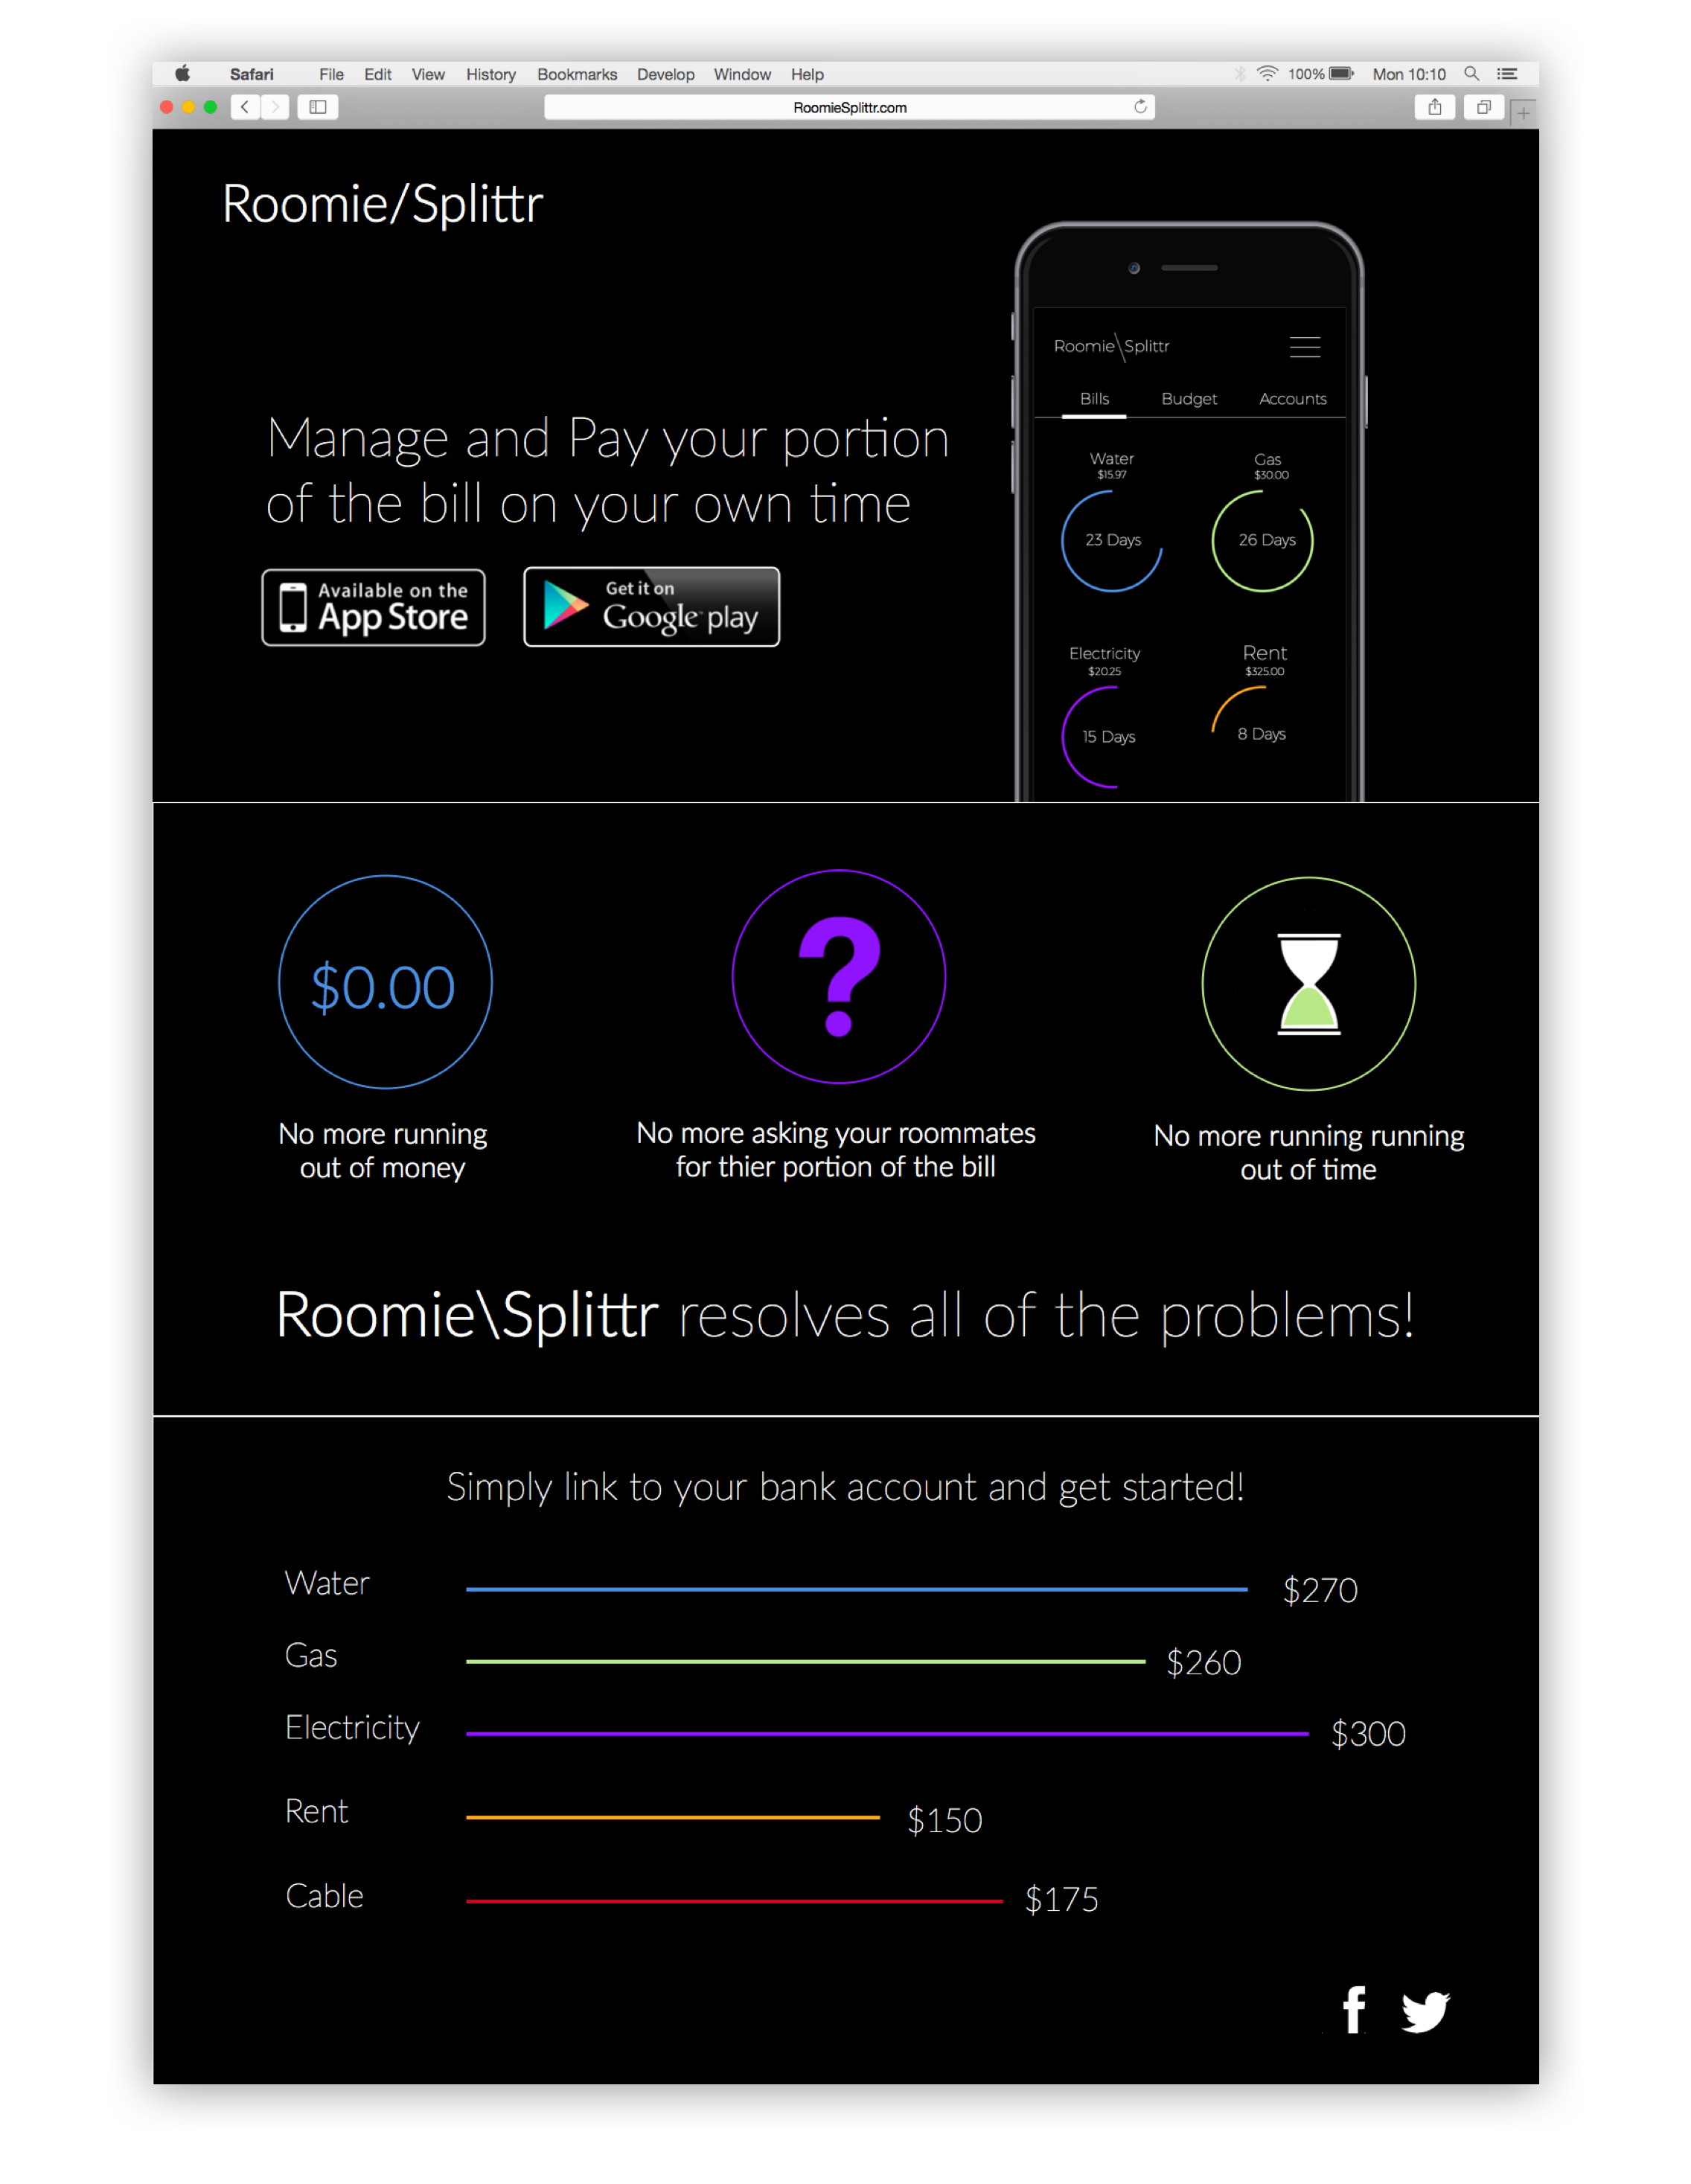 Safari File Edit View History Bookmarks Develop Window Help 100% Mon 10:10
RoomieSplittr.com
Roomie/Splittr
Manage and Pay your portion
of the bill on your own time
Available on the
App Store
Get it on
Google play
Roomie\Splittr
Bills Budget Accounts
Water Gas
$15.97 $30.00
23 Days 26 Days
Electricity Rent
$20.25 $325.00
15 Days 8 Days
$0.00
?
No more running
out of money
No more asking your roommates
for thier portion of the bill
No more running running
out of time
Roomie\Splittr resolves all of the problems!
Simply link to your bank account and get started!
Water $270
Gas $260
Electricity $300
Rent $150
Cable $175